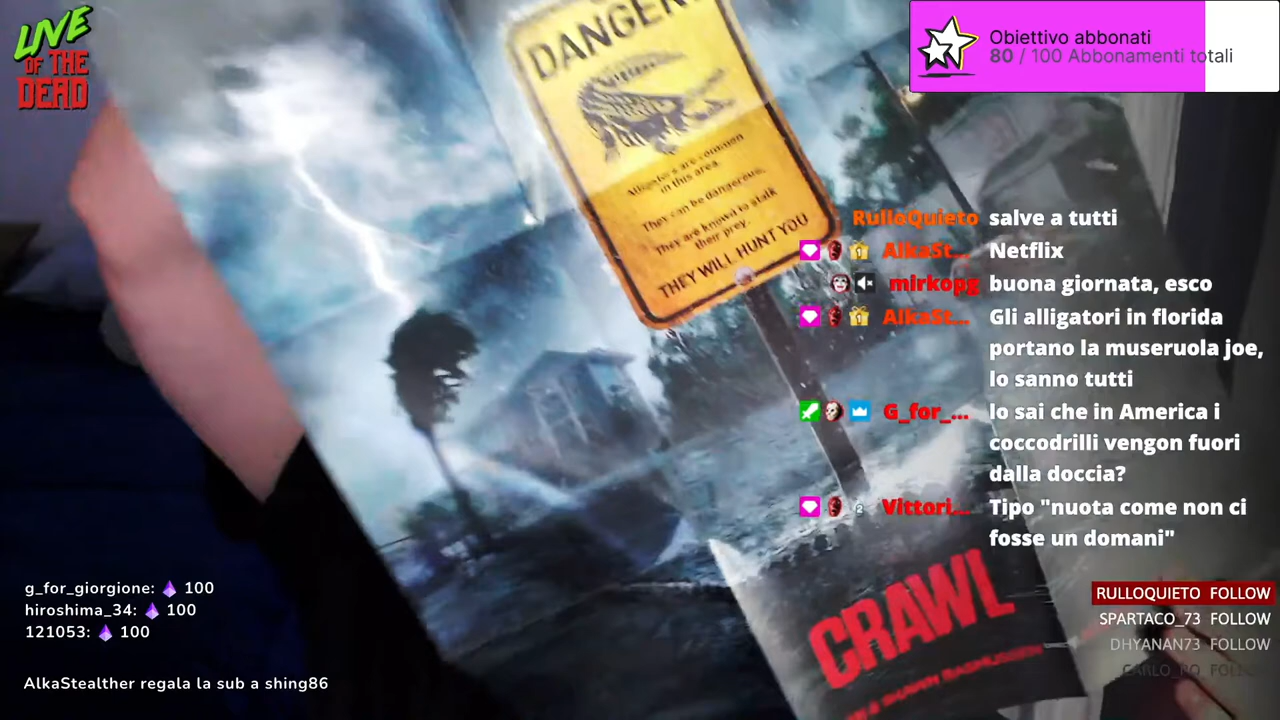 LIVE
OF THE
DEAD
Obiettivo abbonati
80 / 100 Abbonamenti totali
DANGER
Alligators are common
in this area.
They can be dangerous.
They are known to stalk
their prey.
THEY WILL HUNT YOU
RulloQuieto salve a tutti
AlkaSt... Netflix
mirkopg buona giornata, esco
AlkaSt... Gli alligatori in florida
portano la museruola joe,
lo sanno tutti
G_for_... lo sai che in America i
coccodrilli vengon fuori
dalla doccia?
Vittori... Tipo "nuota come non ci
fosse un domani"
CRAWL
g_for_giorgione: 100
hiroshima_34: 100
121053: 100
AlkaStealther regala la sub a shing86
RULLOQUIETO FOLLOW
SPARTACO_73 FOLLOW
DHYANAN73 FOLLOW